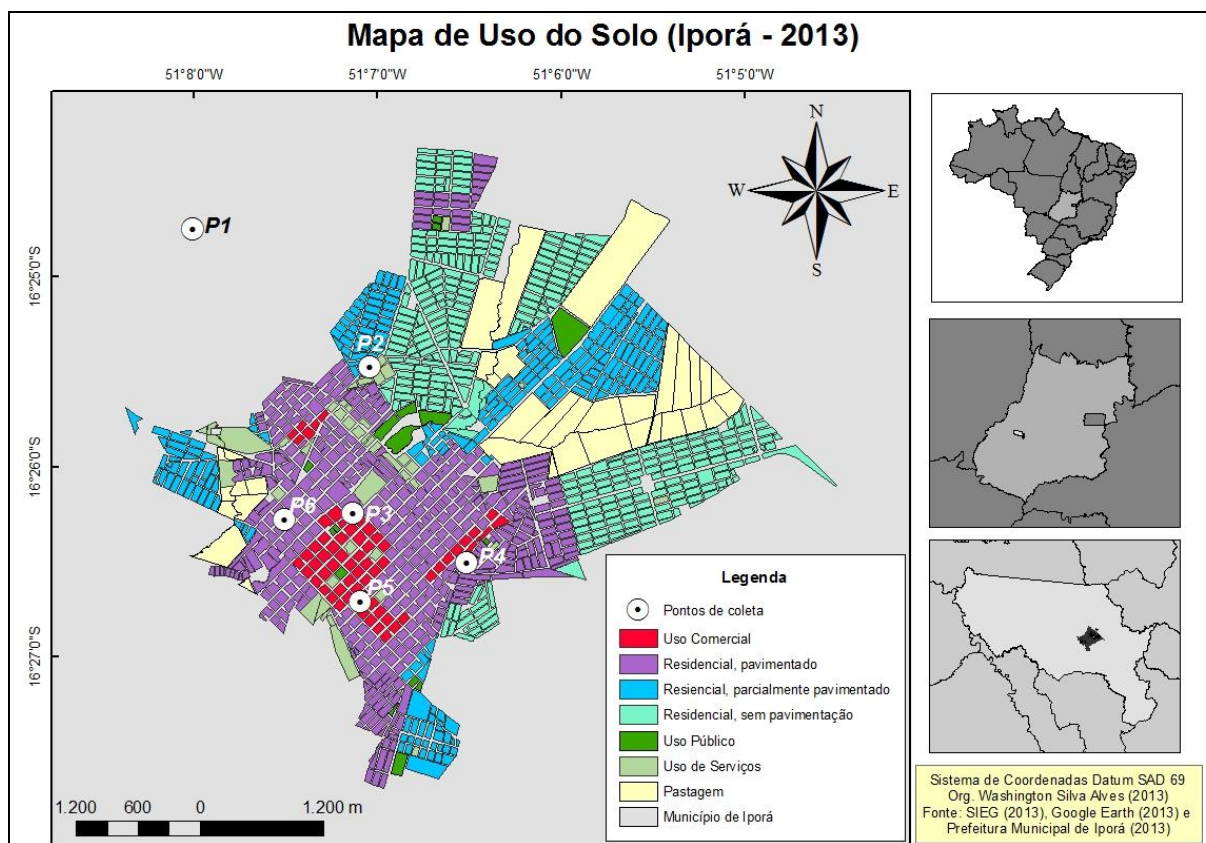 Mapa de Uso do Solo (Iporá - 2013)
51°8'0"W
51°7'0"W
51°6'0"W
51°5'0"W
16°25'0"S
16°26'0"S
16°27'0"S
N
W
E
S
P1
P2
P6
P3
P4
P5
Legenda
Pontos de coleta
Uso Comercial
Residencial, pavimentado
Resiencial, parcialmente pavimentado
Residencial, sem pavimentação
Uso Público
Uso de Serviços
Pastagem
Município de Iporá
1.200 600 0 1.200 m
Sistema de Coordenadas Datum SAD 69
Org. Washington Silva Alves (2013)
Fonte: SIEG (2013), Google Earth (2013) e
Prefeitura Municipal de Iporá (2013)